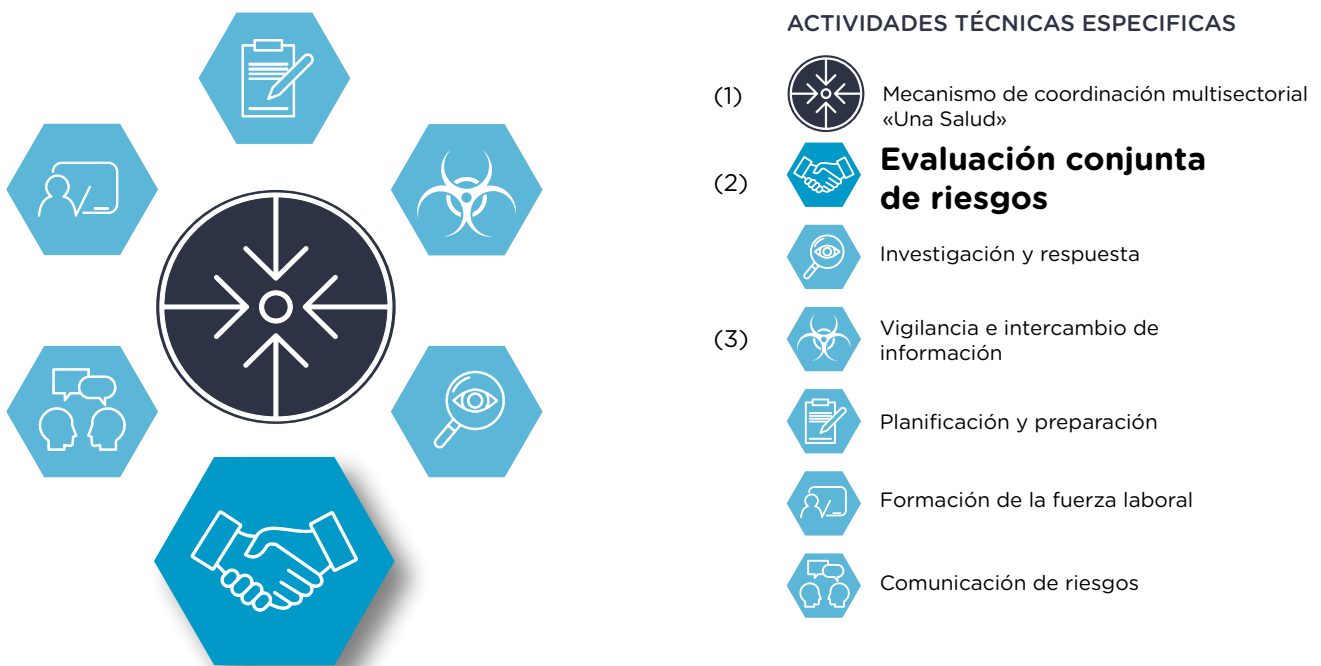 ACTIVIDADES TÉCNICAS ESPECIFICAS
(1) Mecanismo de coordinación multisectorial
«Una Salud»
(2) Evaluación conjunta
de riesgos
Investigación y respuesta
(3) Vigilancia e intercambio de
información
Planificación y preparación
Formación de la fuerza laboral
Comunicación de riesgos